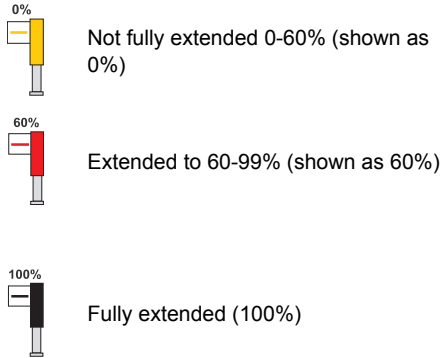 0%
Not fully extended 0-60% (shown as
0%)
60%
Extended to 60-99% (shown as 60%)
100%
Fully extended (100%)